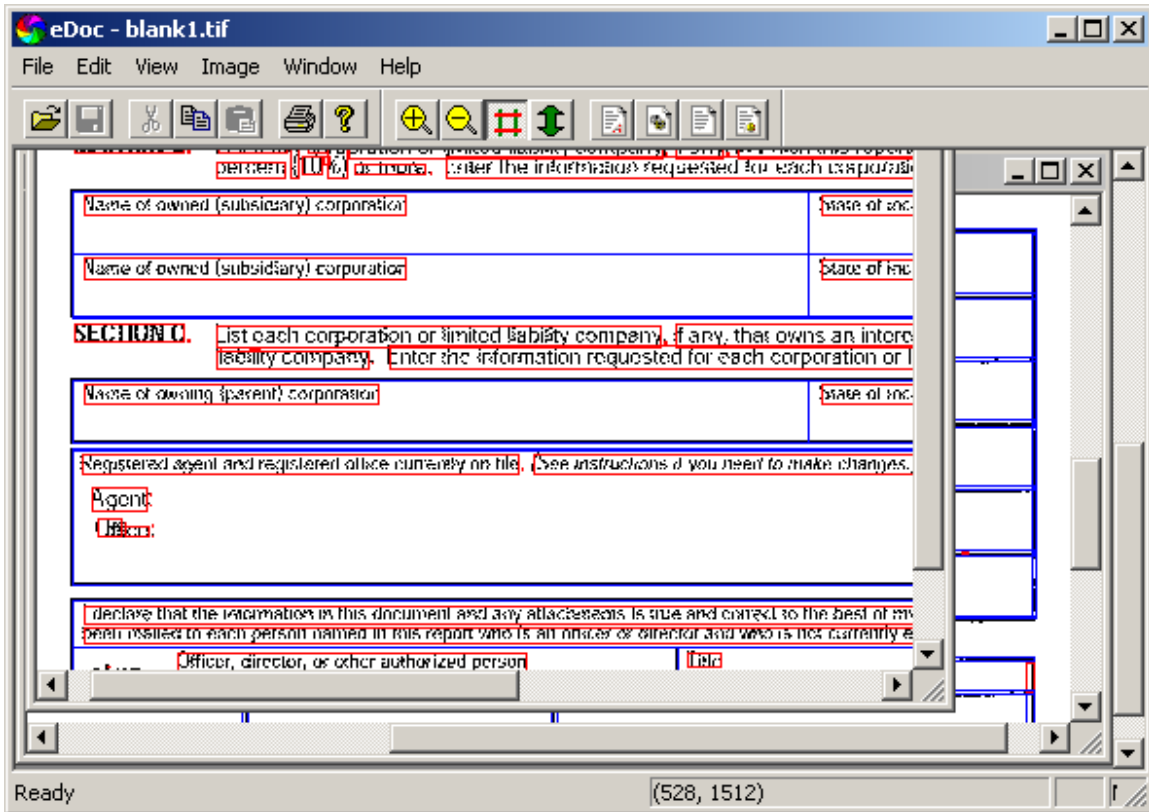 eDoc - blank1.tif
File Edit View Image Window Help
percent (10%) or more. Enter the information requested for each corporati
Name of owned (subsidiary) corporation State of inc
Name of owned (subsidiary) corporation State of inc
SECTION C. List each corporation or limited liability company, if any, that owns an intere
liability company. Enter the information requested for each corporation or l
Name of owning (parent) corporation State of inc
Registered agent and registered office currently on file. (See instructions if you need to make changes.
Agent:
Office:
I declare that the information in this document and any attachments is true and correct to the best of my
been mailed to each person named in this report who is an officer or director and who is not currently e
Officer, director, or other authorized person Title
Ready (528, 1512)